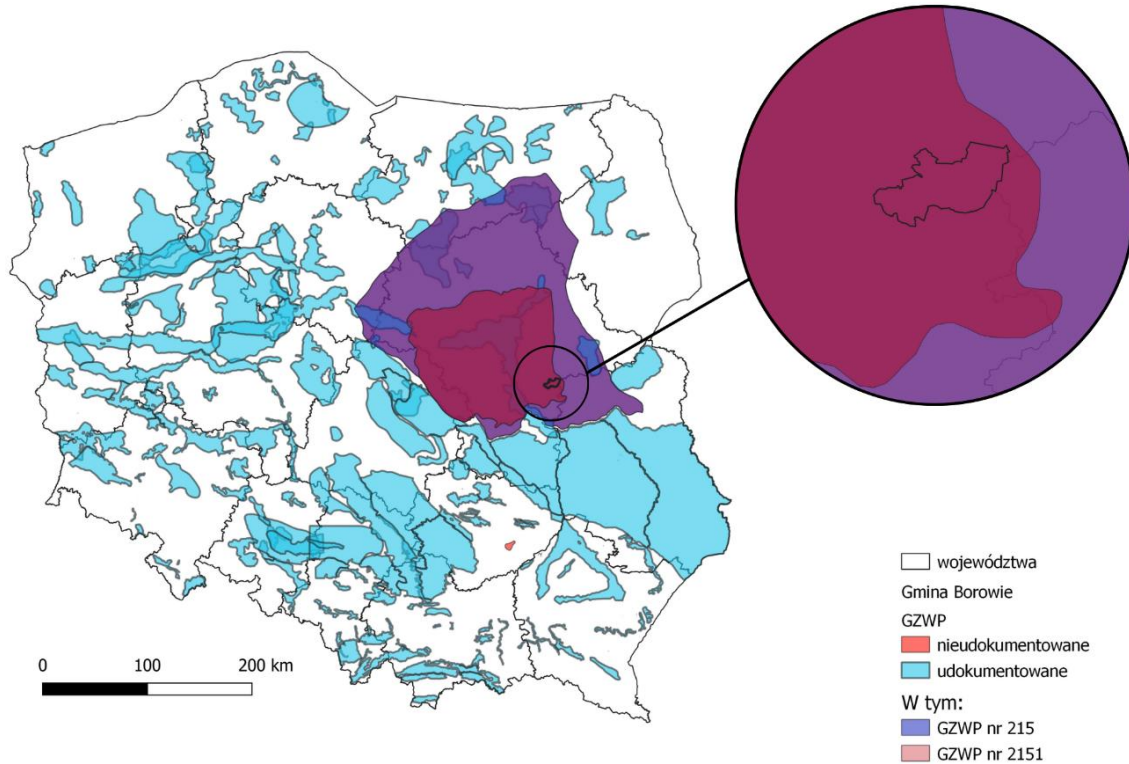 województwa
Gmina Borowie
GZWP
nieudokumentowane
udokumentowane
W tym:
GZWP nr 215
GZWP nr 2151
0 100 200 km